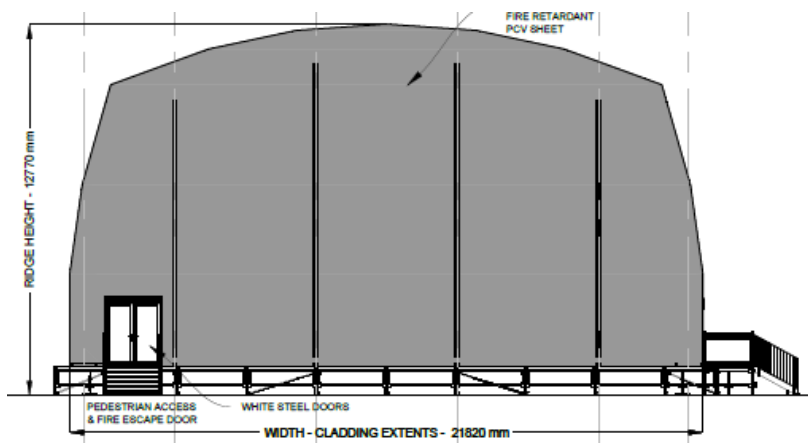 FIRE RETARDANT
PCV SHEET
RIDGE HEIGHT - 12770 mm
PEDESTRIAN ACCESS
& FIRE ESCAPE DOOR
WHITE STEEL DOORS
WIDTH - CLADDING EXTENTS - 21820 mm